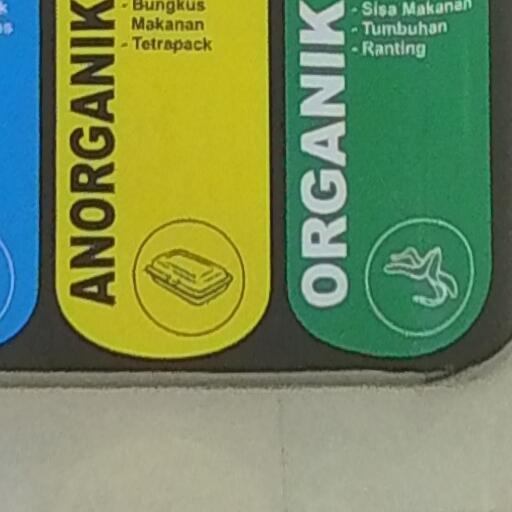 ANORGANIK
- Bungkus
Makanan
- Tetrapack
ORGANIK
- Sisa Makanan
- Tumbuhan
- Ranting